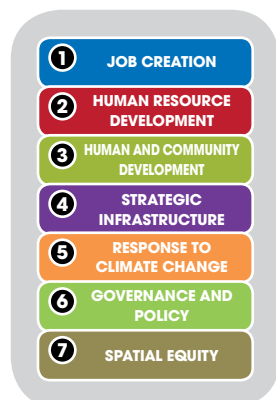 1 JOB CREATION
2 HUMAN RESOURCE
DEVELOPMENT
3 HUMAN AND COMMUNITY
DEVELOPMENT
4 STRATEGIC
INFRASTRUCTURE
5 RESPONSE TO
CLIMATE CHANGE
6 GOVERNANCE AND
POLICY
7 SPATIAL EQUITY